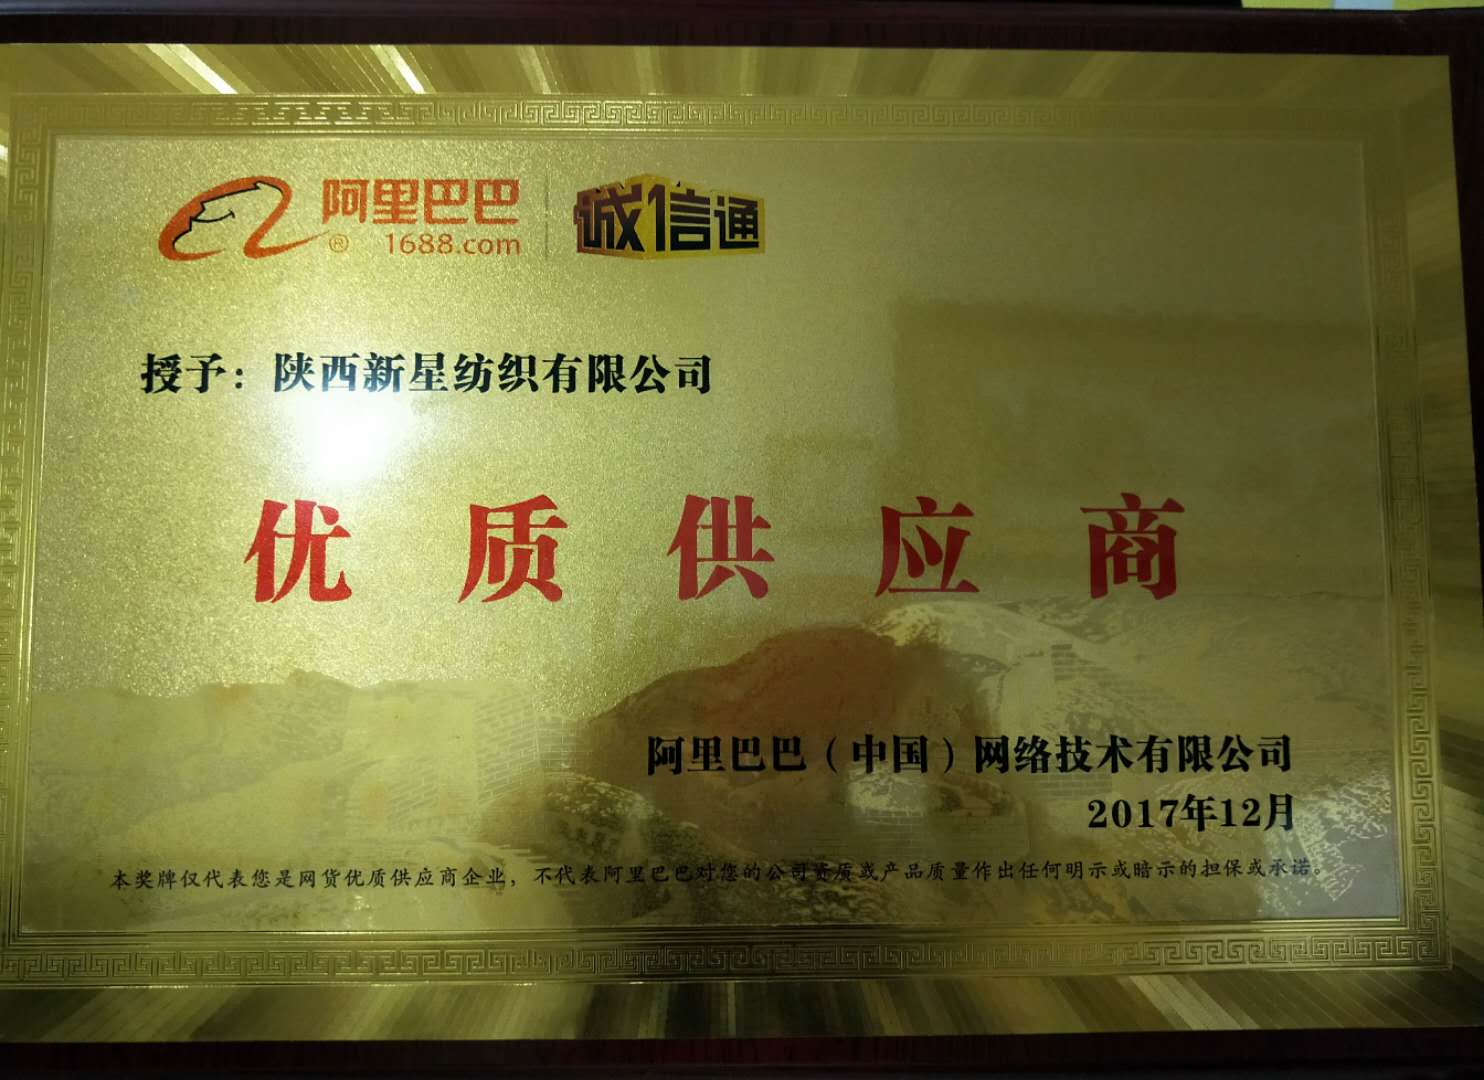 阿里巴巴
® 1688.com
诚信通
授予：陕西新星纺织有限公司
优质供应商
阿里巴巴（中国）网络技术有限公司
2017年12月
本奖牌仅代表您是网货优质供应商企业，不代表阿里巴巴对您的公司资质或产品质量作出任何明示或暗示的担保或承诺。